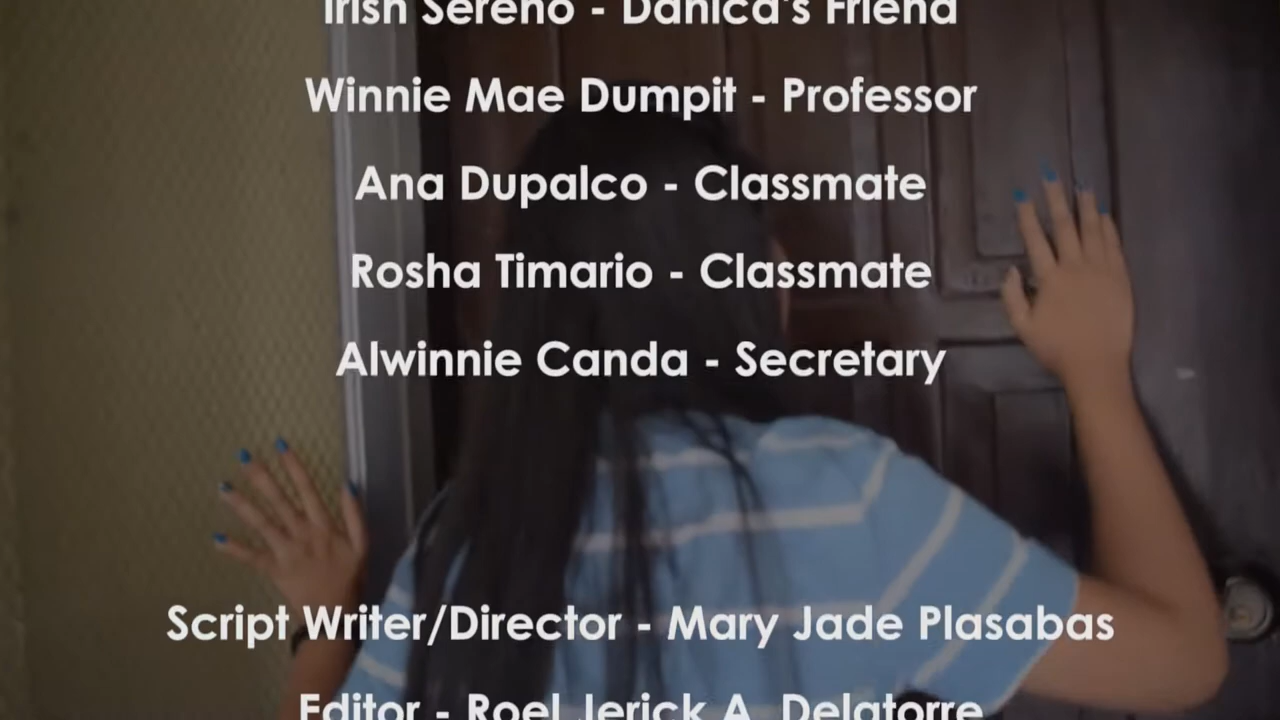 Irish Sereno - Danica's Friend
Winnie Mae Dumpit - Professor
Ana Dupalco - Classmate
Rosha Timario - Classmate
Alwinnie Canda - Secretary
Script Writer/Director - Mary Jade Plasabas
Editor - Roel Jerick A. Delatorre